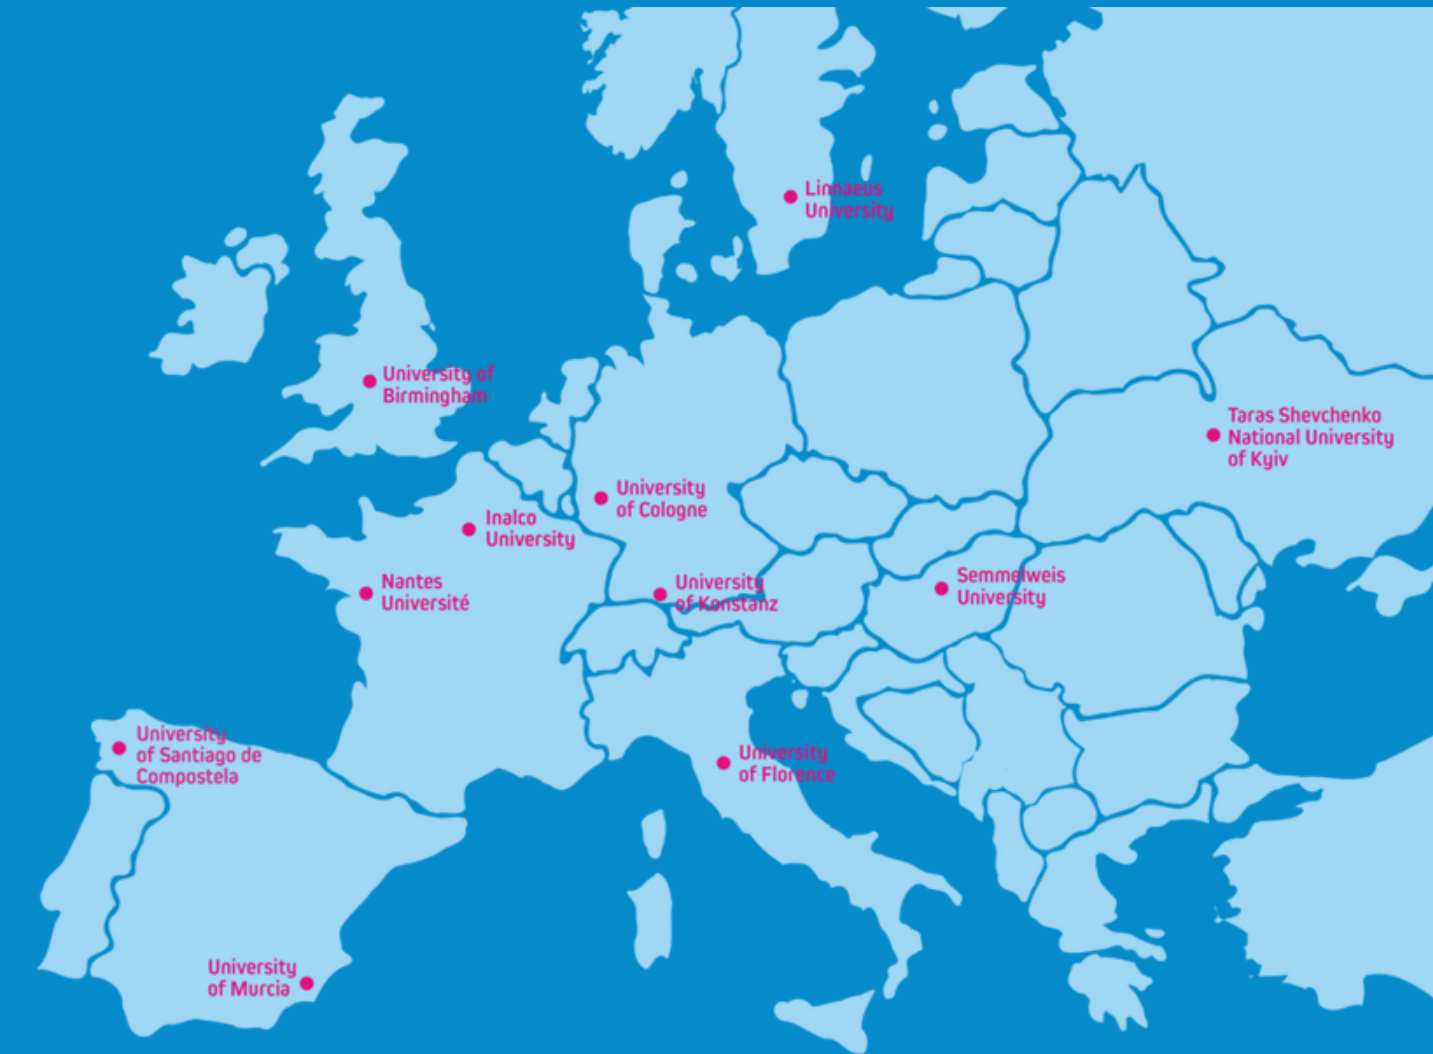 Linnaeus
University
University of
Birmingham
Taras Shevchenko
National University
of Kyiv
University
of Cologne
Inalco
University
Nantes
Université
University
of Konstanz
Semmelweis
University
University
of Santiago de
Compostela
University
of Florence
University
of Murcia